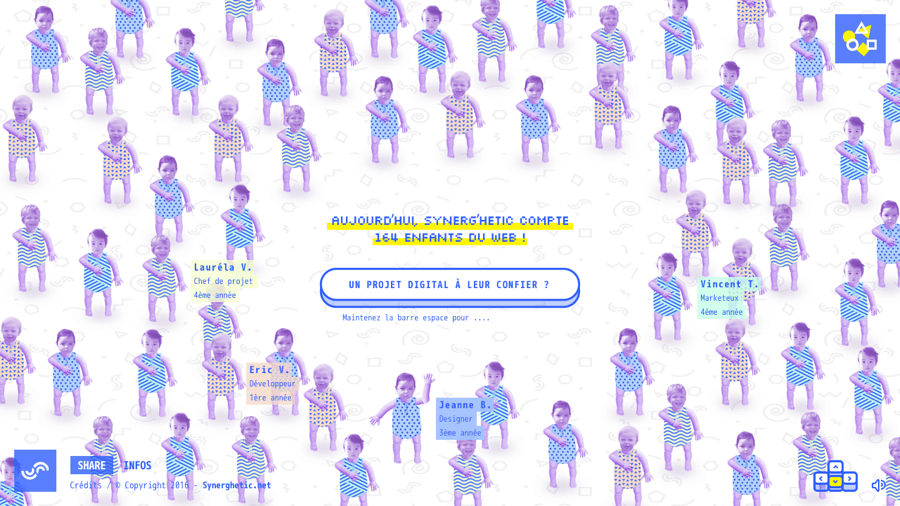 AUJOURD'HUI, SYNERG'HETIC COMPTE
164 ENFANTS DU WEB !
Lauréla V.
Chef de projet
4ème année
UN PROJET DIGITAL À LEUR CONFIER ?
Vincent T.
Marketeux
4ème année
Maintenez la barre espace pour ....
Eric V.
Développeur
1ère année
Jeanne B.
Designer
3ème année
SHARE INFOS
Crédits / © Copyright 2016 - Synerghetic.net